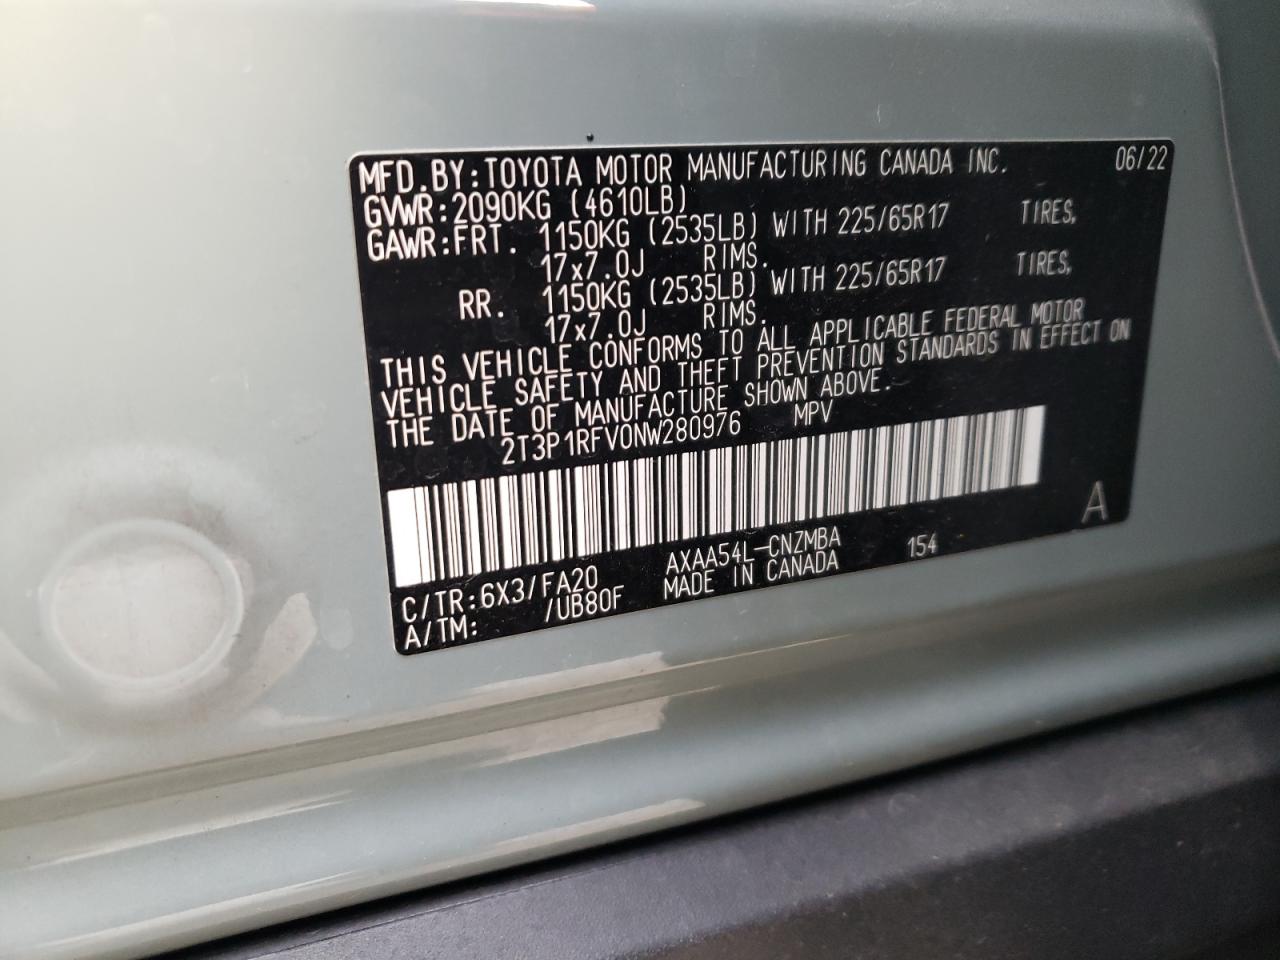 MFD.BY:TOYOTA MOTOR MANUFACTURING CANADA INC. 06/22
GVWR:2090KG (4610LB)
GAWR:FRT. 1150KG (2535LB) WITH 225/65R17 TIRES,
17x7.0J RIMS.
RR. 1150KG (2535LB) WITH 225/65R17 TIRES,
17x7.0J RIMS.
THIS VEHICLE CONFORMS TO ALL APPLICABLE FEDERAL MOTOR
VEHICLE SAFETY AND THEFT PREVENTION STANDARDS IN EFFECT ON
THE DATE OF MANUFACTURE SHOWN ABOVE.
2T3P1RFV0NW280976 MPV
A
C/TR:6X3/FA20 AXAA54L-CNZMBA 154
A/TM: /UB80F MADE IN CANADA